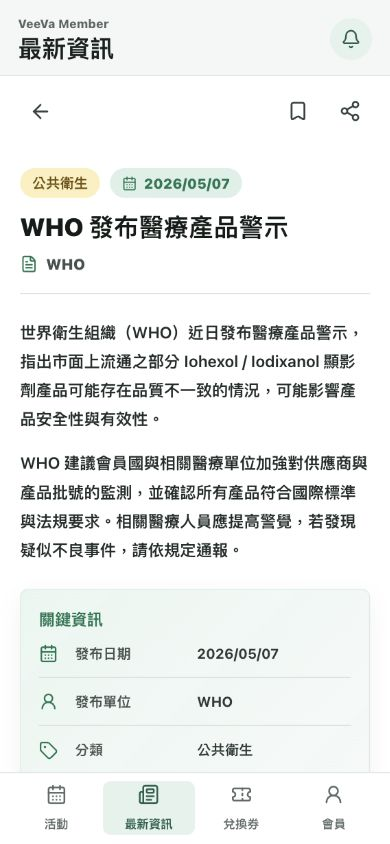 VeeVa Member
最新資訊
公共衛生
2026/05/07
WHO 發布醫療產品警示
WHO
世界衛生組織（WHO）近日發布醫療產品警示，
指出市面上流通之部分 Iohexol / Iodixanol 顯影
劑產品可能存在品質不一致的情況，可能影響產
品安全性與有效性。
WHO 建議會員國與相關醫療單位加強對供應商與
產品批號的監測，並確認所有產品符合國際標準
與法規要求。相關醫療人員應提高警覺，若發現
疑似不良事件，請依規定通報。
關鍵資訊
發布日期 2026/05/07
發布單位 WHO
分類 公共衛生
活動 最新資訊 兌換券 會員